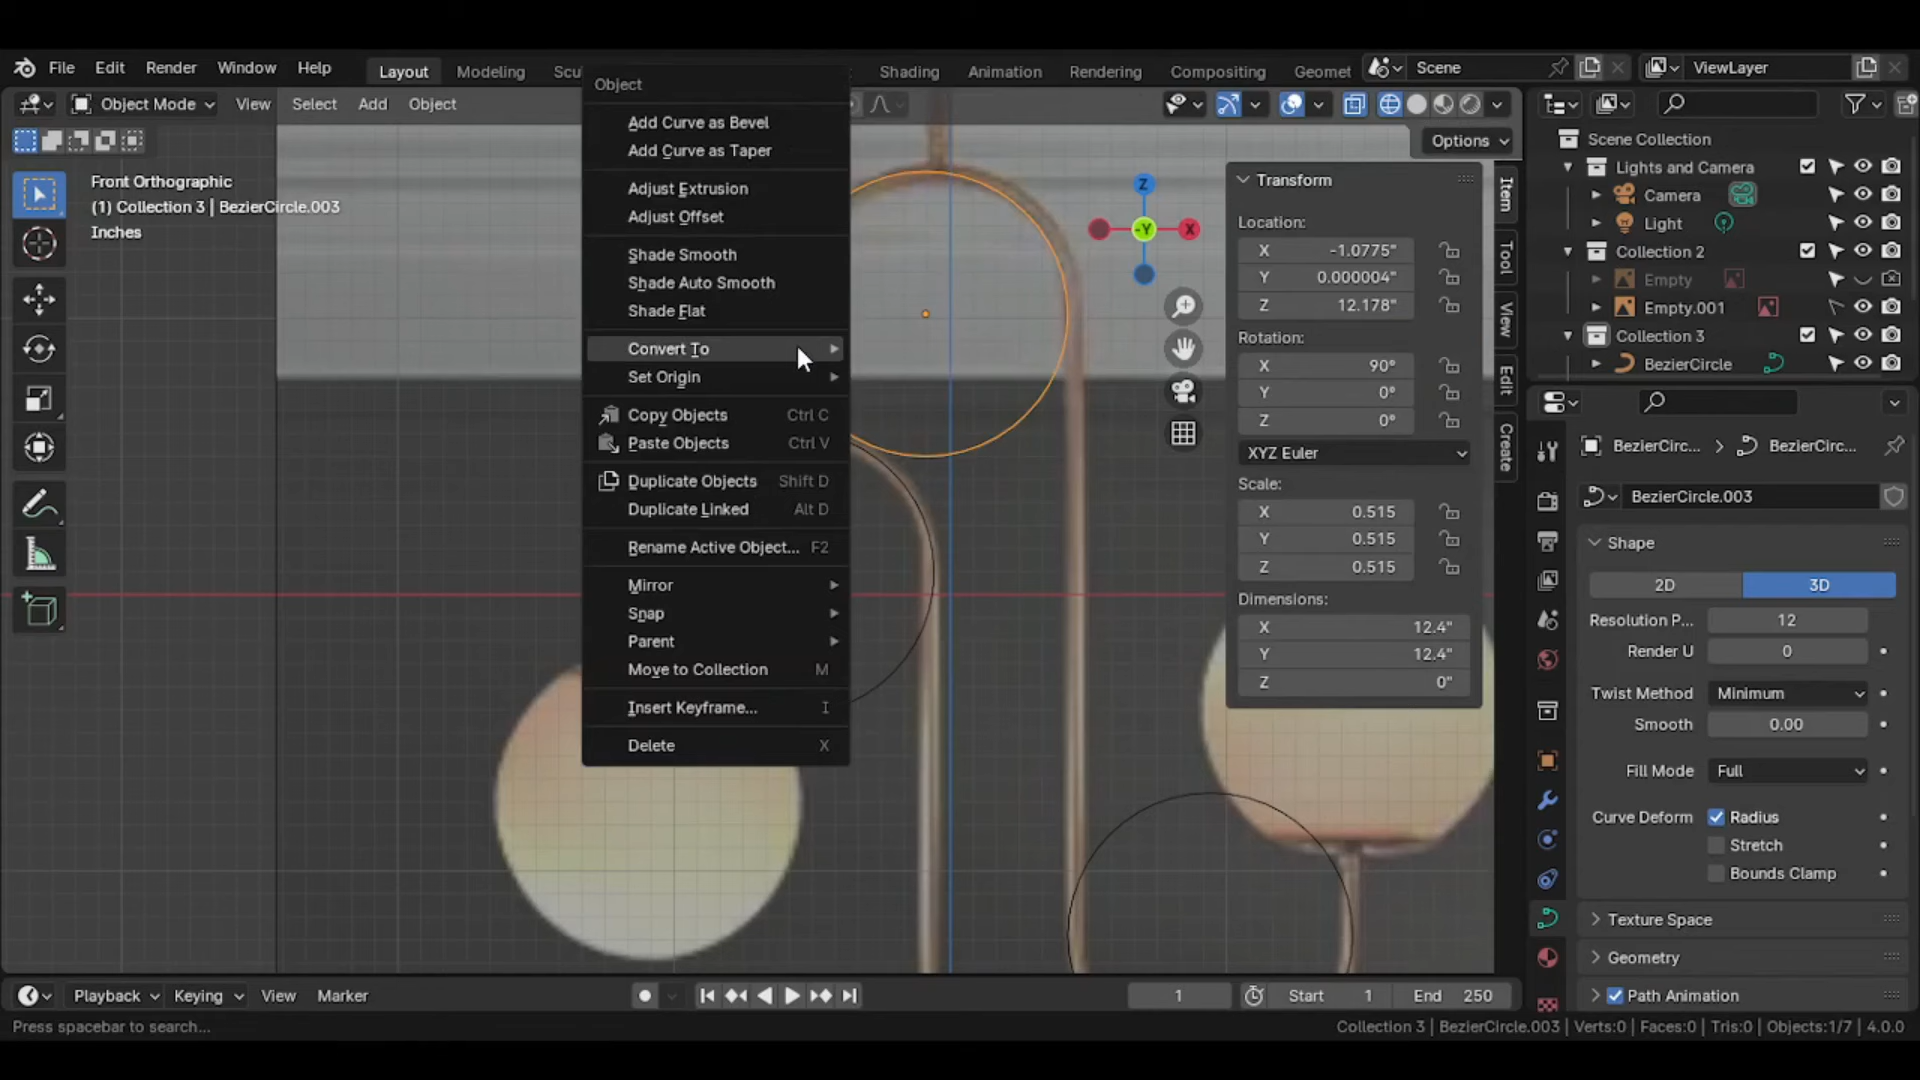 File Edit Render Window Help Layout Modeling Scu Shading Animation Rendering Compositing Geomet Scene ViewLayer
Object Mode View Select Add Object
Options
Front Orthographic
(1) Collection 3 | BezierCircle.003
Inches
Object
Add Curve as Bevel
Add Curve as Taper
Adjust Extrusion
Adjust Offset
Shade Smooth
Shade Auto Smooth
Shade Flat
Convert To
Set Origin
Copy Objects Ctrl C
Paste Objects Ctrl V
Duplicate Objects Shift D
Duplicate Linked Alt D
Rename Active Object... F2
Mirror
Snap
Parent
Move to Collection M
Insert Keyframe... I
Delete X
Z
-Y
X
Transform
Location:
X -1.0775"
Y 0.000004"
Z 12.178"
Rotation:
X 90°
Y 0°
Z 0°
XYZ Euler
Scale:
X 0.515
Y 0.515
Z 0.515
Dimensions:
X 12.4"
Y 12.4"
Z 0"
Item
Tool
View
Edit
Create
Scene Collection
Lights and Camera
Camera
Light
Collection 2
Empty
Empty.001
Collection 3
BezierCircle
BezierCirc... > BezierCirc...
BezierCircle.003
Shape
2D 3D
Resolution P... 12
Render U 0
Twist Method Minimum
Smooth 0.00
Fill Mode Full
Curve Deform Radius
Stretch
Bounds Clamp
Texture Space
Geometry
Path Animation
Playback Keying View Marker 1 Start 1 End 250
Press spacebar to search...
Collection 3 | BezierCircle.003 | Verts:0 | Faces:0 | Tris:0 | Objects:1/7 | 4.0.0